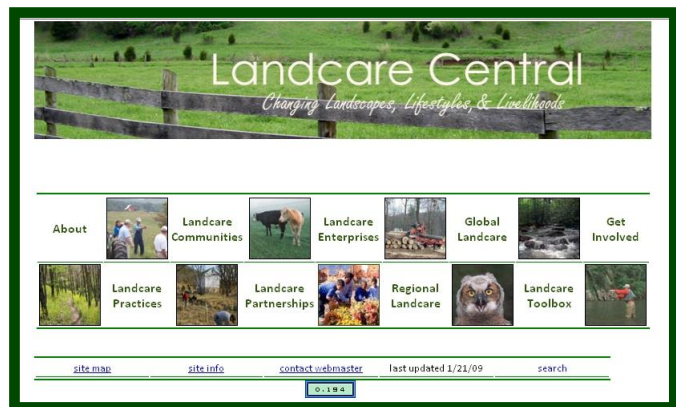 Landcare Central
Changing Landscapes, Lifestyles, & Livelihoods
About
Landcare Communities
Landcare Enterprises
Global Landcare
Get Involved
Landcare Practices
Landcare Partnerships
Regional Landcare
Landcare Toolbox
site map site info contact webmaster last updated 1/21/09 search
0.194